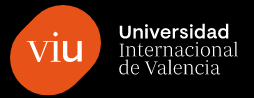 viu
Universidad
Internacional
de Valencia